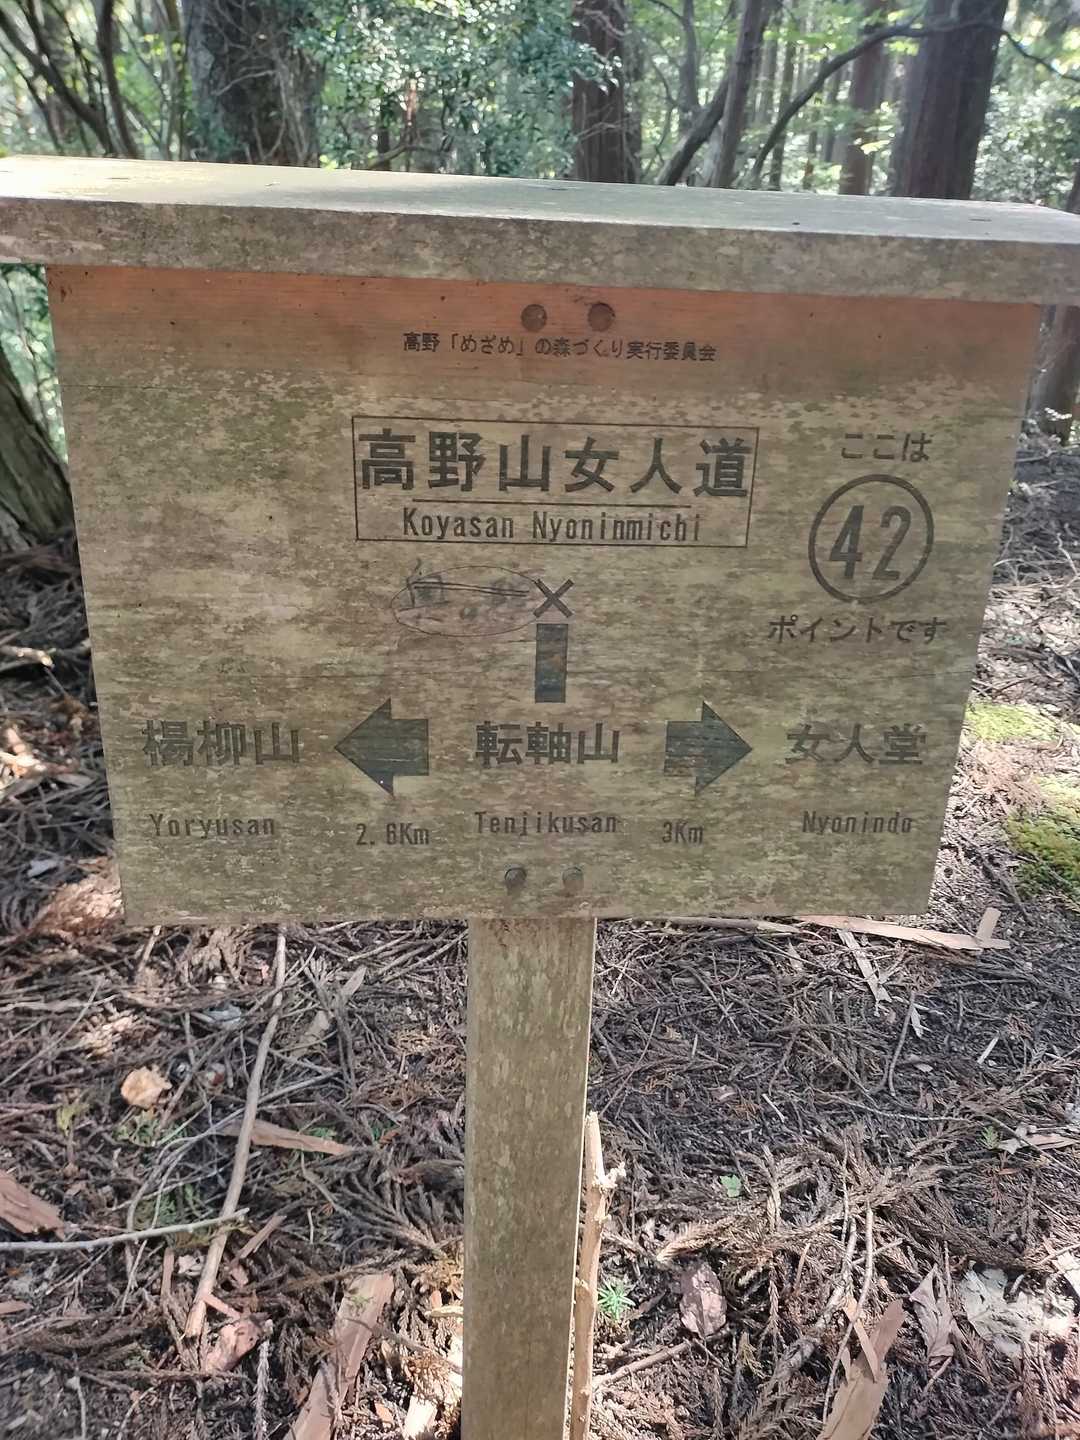 高野「めざめ」の森づくり実行委員会
高野山女人道
Koyasan Nyoninmichi
ここは
42
ポイントです
×
楊柳山 転軸山 女人堂
Yoryusan 2.6Km Tenjikusan 3Km Nyonindo